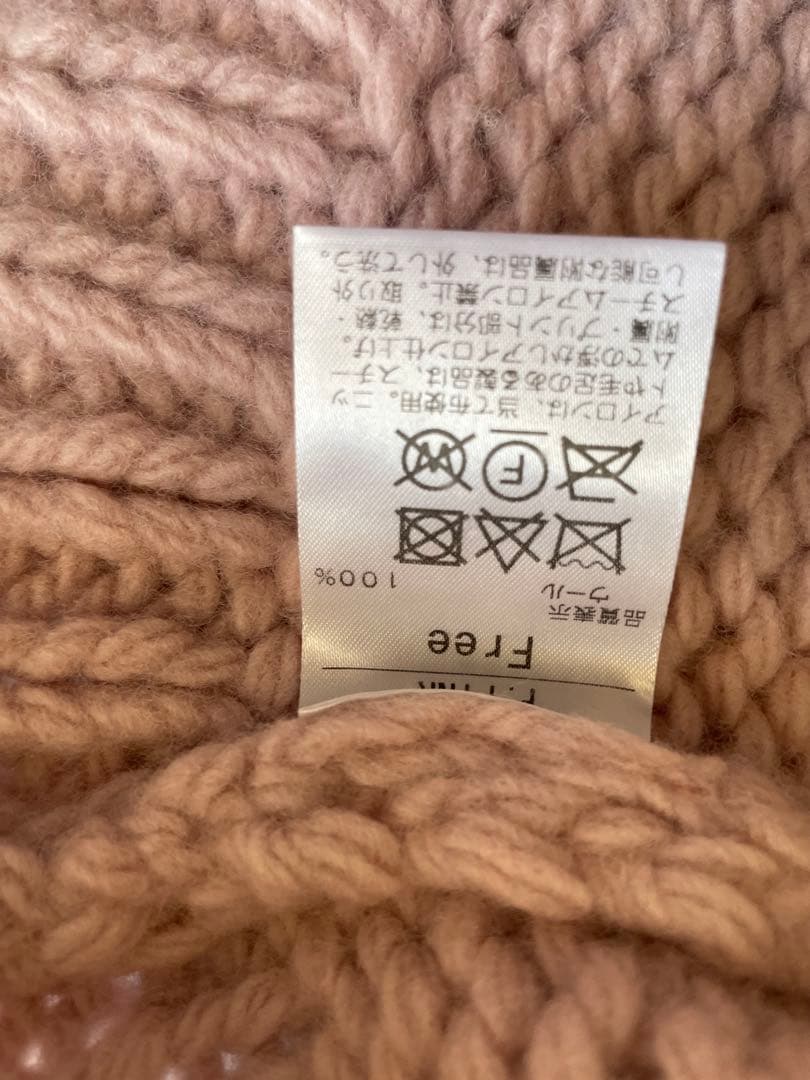 Free
品質表示
ウール
100%
アイロンは、当て布使用。ニッ
トや毛足のある製品は、スチー
ムでの浮かしアイロン仕上げ。
附属・プリント部分は、乾熱・
スチームアイロン禁止。取り外
し可能な附属品は、外して洗う。